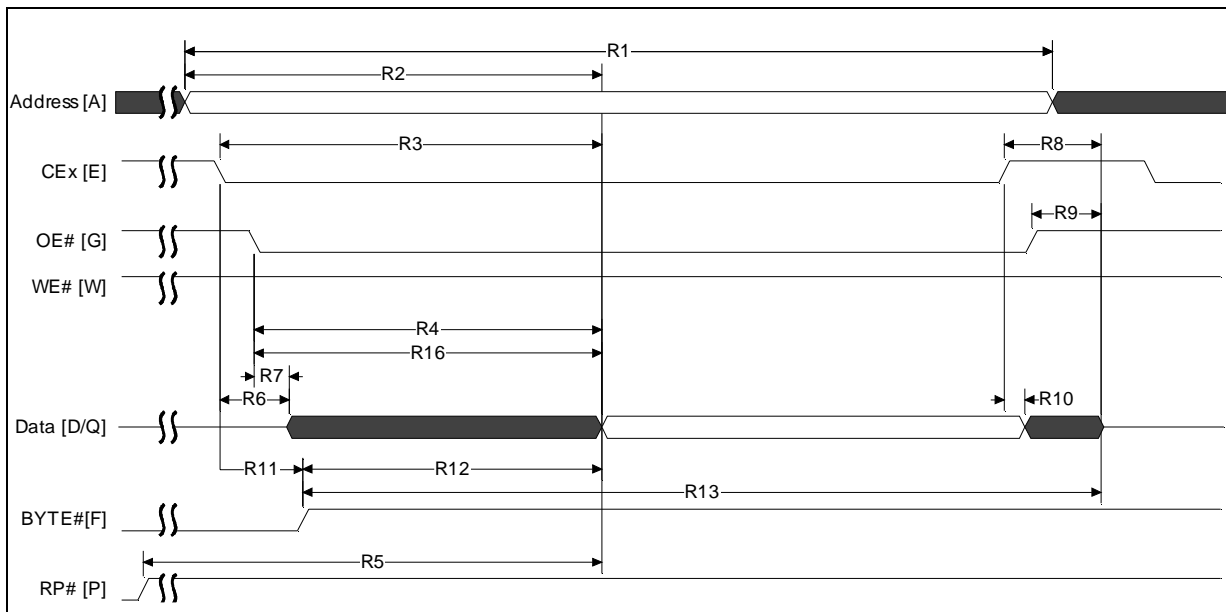 R1
R2
Address [A]
R3
R8
CEx [E]
R9
OE# [G]
WE# [W]
R4
R16
R7
R6
R10
Data [D/Q]
R11
R12
R13
BYTE#[F]
R5
RP# [P]